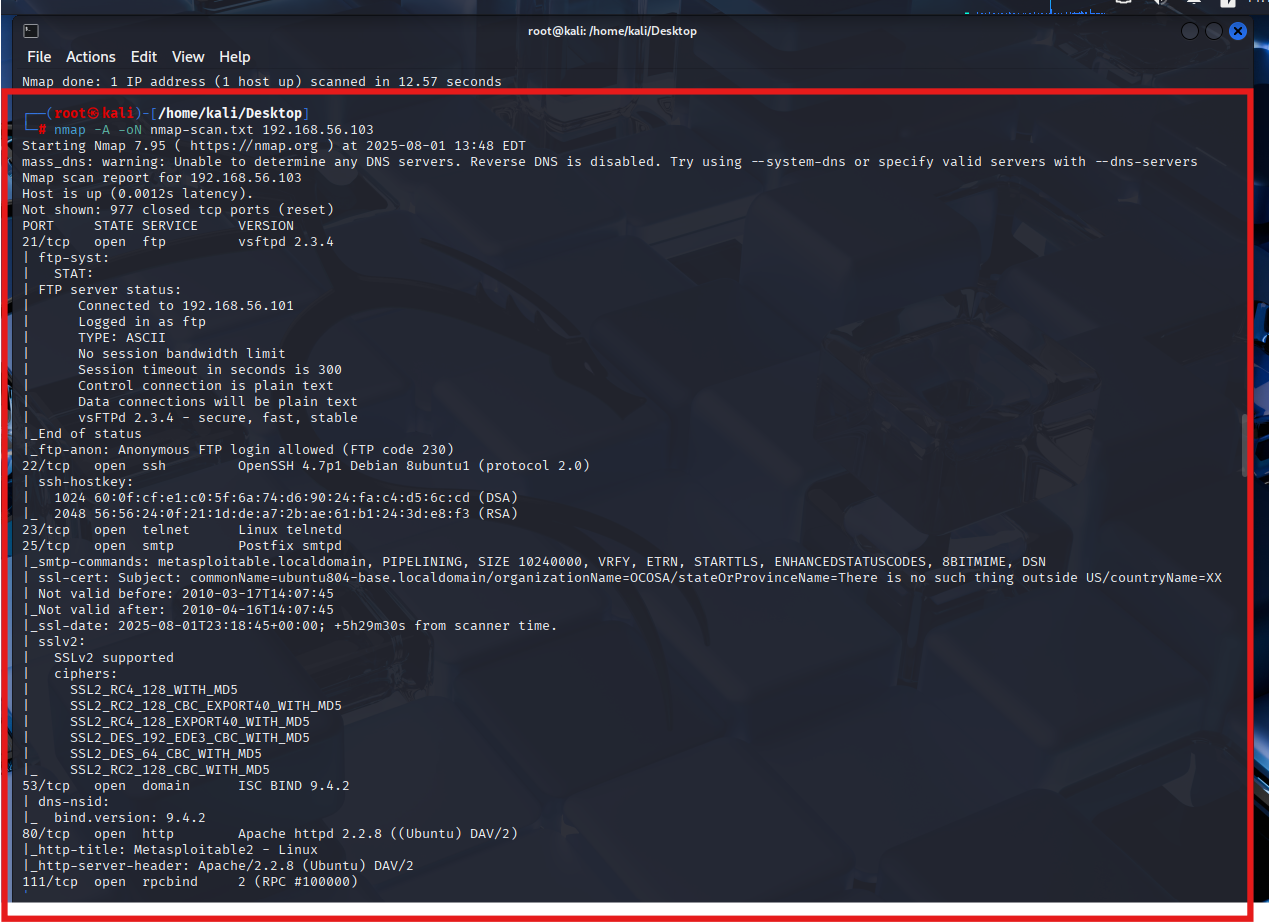 root@kali: /home/kali/Desktop
File Actions Edit View Help
Nmap done: 1 IP address (1 host up) scanned in 12.57 seconds
┌──(root㉿kali)-[/home/kali/Desktop]
└─# nmap -A -oN nmap-scan.txt 192.168.56.103
Starting Nmap 7.95 ( https://nmap.org ) at 2025-08-01 13:48 EDT
mass_dns: warning: Unable to determine any DNS servers. Reverse DNS is disabled. Try using --system-dns or specify valid servers with --dns-servers
Nmap scan report for 192.168.56.103
Host is up (0.0012s latency).
Not shown: 977 closed tcp ports (reset)
PORT     STATE SERVICE     VERSION
21/tcp   open  ftp         vsftpd 2.3.4
| ftp-syst:
|   STAT:
| FTP server status:
|      Connected to 192.168.56.101
|      Logged in as ftp
|      TYPE: ASCII
|      No session bandwidth limit
|      Session timeout in seconds is 300
|      Control connection is plain text
|      Data connections will be plain text
|      vsFTPd 2.3.4 - secure, fast, stable
|_End of status
|_ftp-anon: Anonymous FTP login allowed (FTP code 230)
22/tcp   open  ssh         OpenSSH 4.7p1 Debian 8ubuntu1 (protocol 2.0)
| ssh-hostkey:
|   1024 60:0f:cf:e1:c0:5f:6a:74:d6:90:24:fa:c4:d5:6c:cd (DSA)
|_  2048 56:56:24:0f:21:1d:de:a7:2b:ae:61:b1:24:3d:e8:f3 (RSA)
23/tcp   open  telnet      Linux telnetd
25/tcp   open  smtp        Postfix smtpd
|_smtp-commands: metasploitable.localdomain, PIPELINING, SIZE 10240000, VRFY, ETRN, STARTTLS, ENHANCEDSTATUSCODES, 8BITMIME, DSN
| ssl-cert: Subject: commonName=ubuntu804-base.localdomain/organizationName=OCOSA/stateOrProvinceName=There is no such thing outside US/countryName=XX
| Not valid before: 2010-03-17T14:07:45
|_Not valid after:  2010-04-16T14:07:45
|_ssl-date: 2025-08-01T23:18:45+00:00; +5h29m30s from scanner time.
| sslv2:
|   SSLv2 supported
|   ciphers:
|     SSL2_RC4_128_WITH_MD5
|     SSL2_RC2_128_CBC_EXPORT40_WITH_MD5
|     SSL2_RC4_128_EXPORT40_WITH_MD5
|     SSL2_DES_192_EDE3_CBC_WITH_MD5
|     SSL2_DES_64_CBC_WITH_MD5
|_    SSL2_RC2_128_CBC_WITH_MD5
53/tcp   open  domain      ISC BIND 9.4.2
| dns-nsid:
|_  bind.version: 9.4.2
80/tcp   open  http        Apache httpd 2.2.8 ((Ubuntu) DAV/2)
|_http-title: Metasploitable2 - Linux
|_http-server-header: Apache/2.2.8 (Ubuntu) DAV/2
111/tcp  open  rpcbind     2 (RPC #100000)